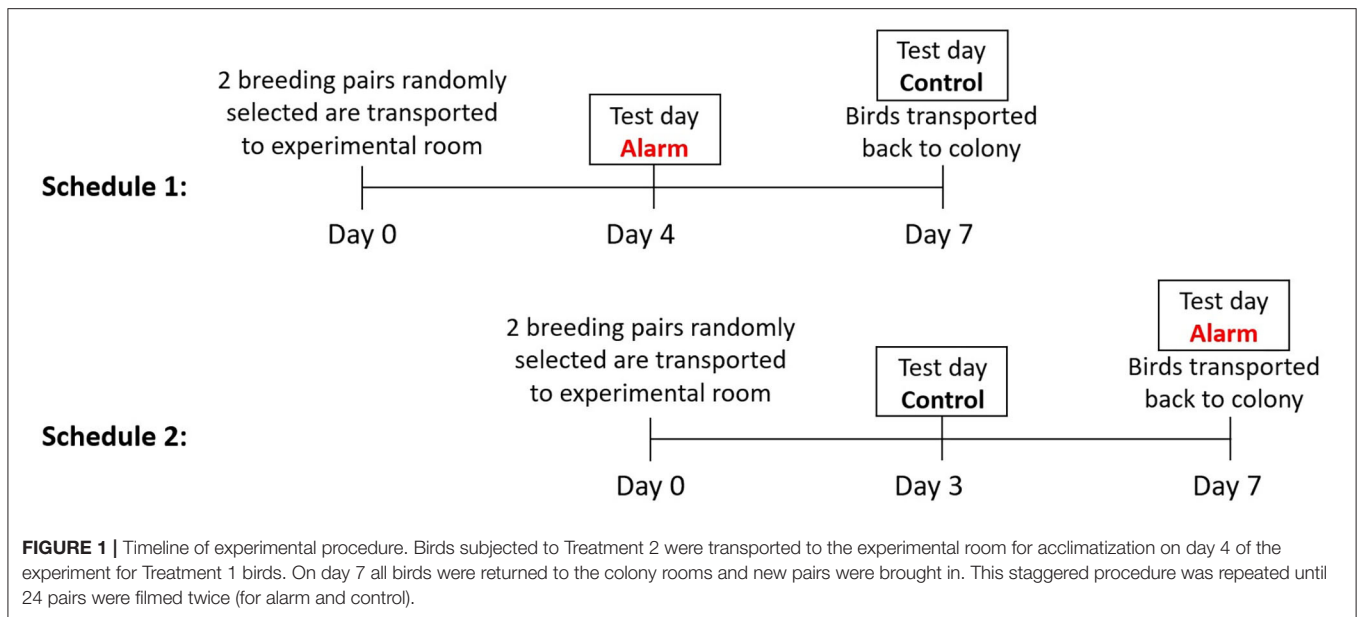 2 breeding pairs randomly
selected are transported
to experimental room
Test day
Alarm
Test day
Control
Birds transported
back to colony
Schedule 1:
Day 0
Day 4
Day 7
2 breeding pairs randomly
selected are transported
to experimental room
Test day
Control
Test day
Alarm
Birds transported
back to colony
Schedule 2:
Day 0
Day 3
Day 7
FIGURE 1 | Timeline of experimental procedure. Birds subjected to Treatment 2 were transported to the experimental room for acclimatization on day 4 of the
experiment for Treatment 1 birds. On day 7 all birds were returned to the colony rooms and new pairs were brought in. This staggered procedure was repeated until
24 pairs were filmed twice (for alarm and control).